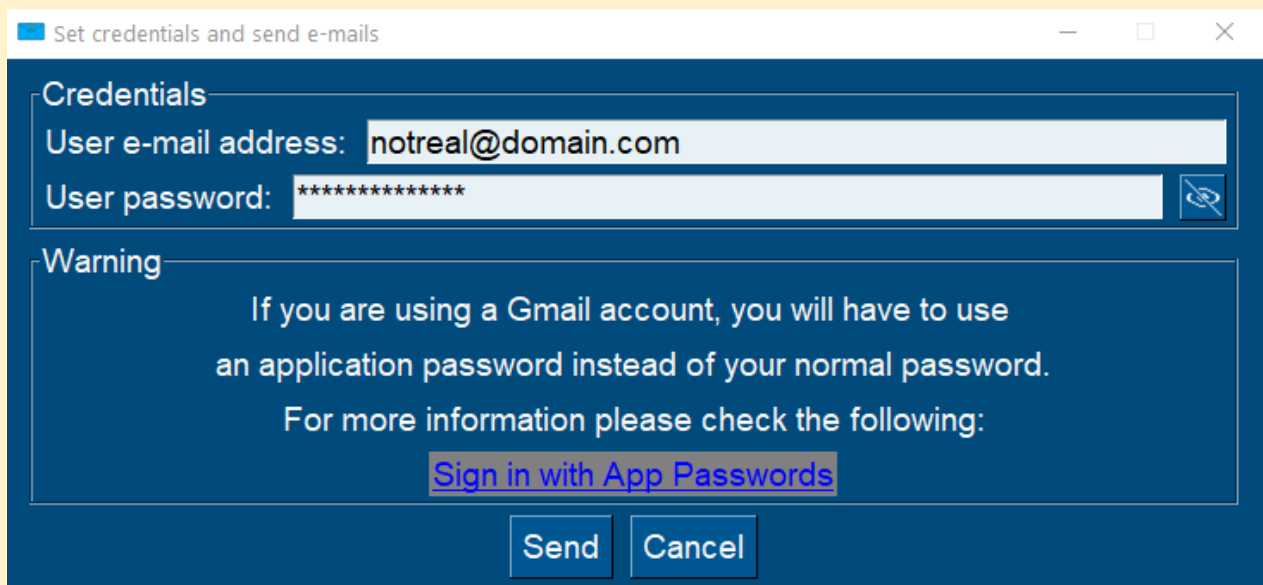 Set credentials and send e-mails
Credentials
User e-mail address: notreal@domain.com
User password: **************
Warning
If you are using a Gmail account, you will have to use
an application password instead of your normal password.
For more information please check the following:
Sign in with App Passwords
Send Cancel